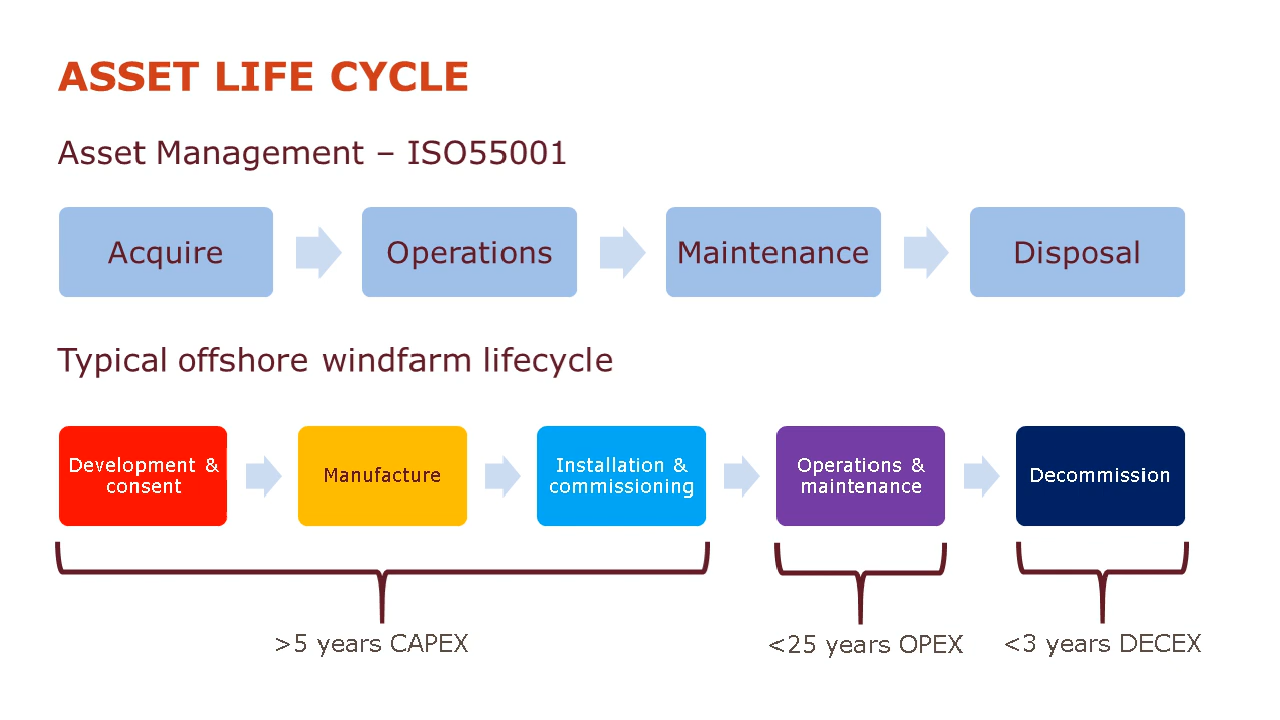 ASSET LIFE CYCLE
Asset Management – ISO55001
Acquire
Operations
Maintenance
Disposal
Typical offshore windfarm lifecycle
Development &
consent
Manufacture
Installation &
commissioning
Operations &
maintenance
Decommission
>5 years CAPEX
<25 years OPEX
<3 years DECEX